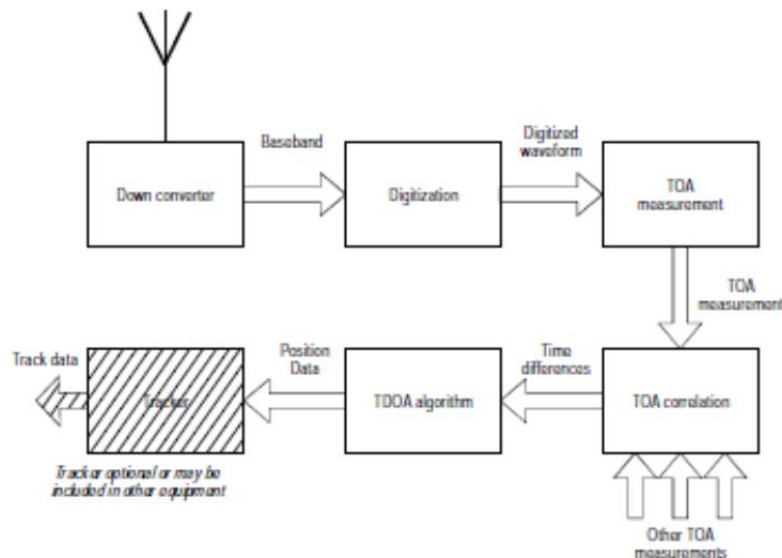 Baseband
Digitized
waveform
Down converter
Digitization
TOA
measurement
TOA
measurement
Track data
Position
Data
Time
differences
Tracker
TDOA algorithm
TOA correlation
Tracker optional or may be
included in other equipment
Other TOA
measurements